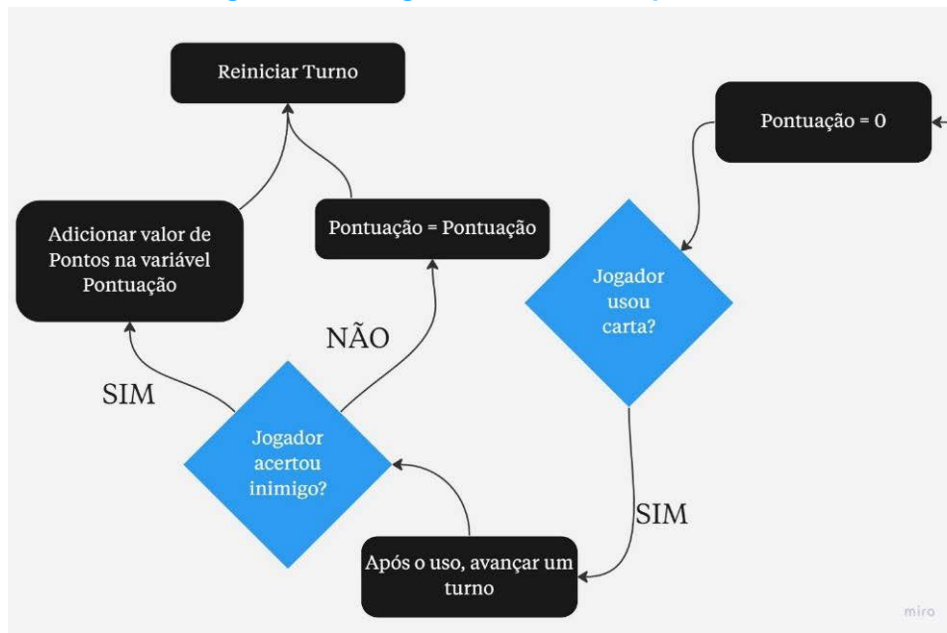 Reiniciar Turno
Pontuação = 0
Adicionar valor de
Pontos na variável
Pontuação
Pontuação = Pontuação
Jogador
usou
carta?
NÃO
SIM
Jogador
acertou
inimigo?
SIM
Após o uso, avançar um
turno
miro